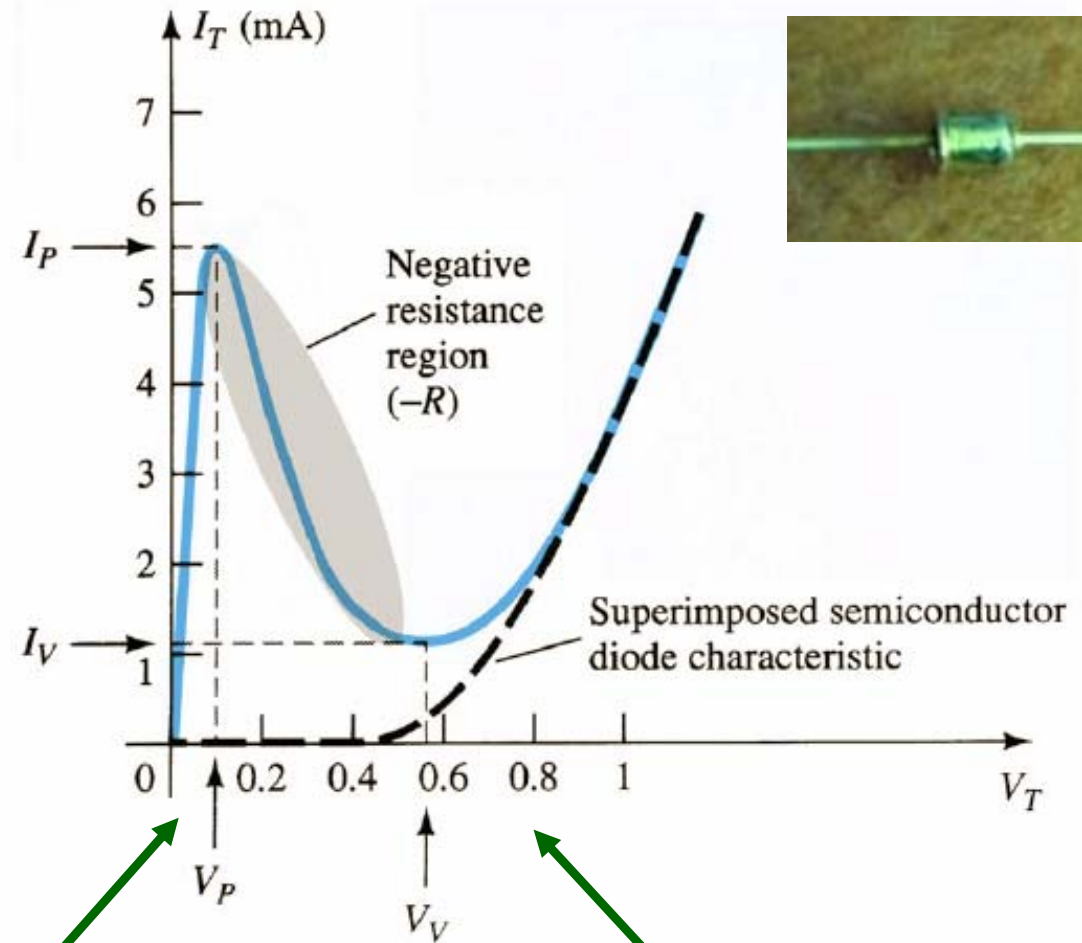 I_T (mA)
7
6
I_P
5
4
3
2
I_V
1
Negative
resistance
region
(–R)
Superimposed semiconductor
diode characteristic
0 0.2 0.4 0.6 0.8 1
V_T
V_P
V_V